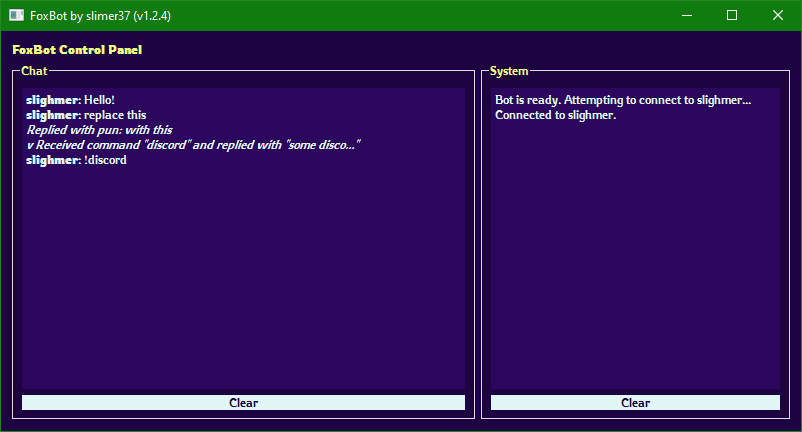 FoxBot by slimer37 (v1.2.4)
FoxBot Control Panel
Chat
slighmer: Hello!
slighmer: replace this
Replied with pun: with this
v Received command "discord" and replied with "some disco..."
slighmer: !discord
Clear
System
Bot is ready. Attempting to connect to slighmer...
Connected to slighmer.
Clear